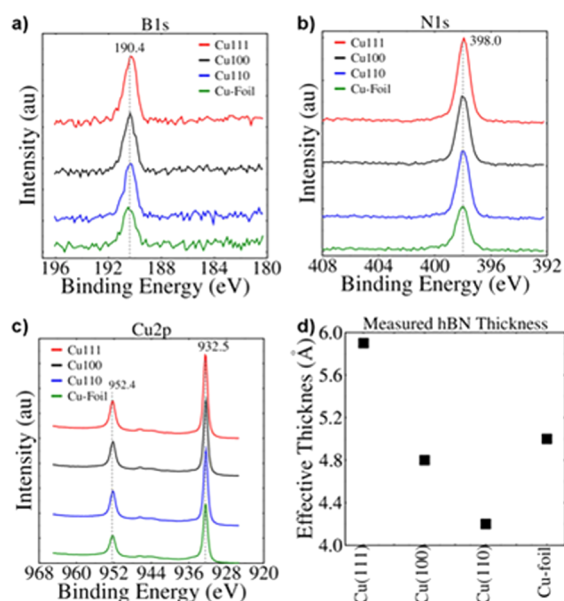 a)
B1s
190.4
Cu111
Cu100
Cu110
Cu-Foil
Intensity (au)
196 192 188 184 180
Binding Energy (eV)
b)
N1s
398.0
Cu111
Cu100
Cu110
Cu-Foil
Intensity (au)
408 404 400 396 392
Binding Energy (eV)
c)
Cu2p
932.5
952.4
Cu111
Cu100
Cu110
Cu-Foil
Intensity (au)
968 960 952 944 936 928 920
Binding Energy (eV)
d)
Measured hBN Thickness
Effective Thicknes (Å)
6.0
5.6
5.2
4.8
4.4
4.0
Cu(111)
Cu(100)
Cu(110)
Cu-foil